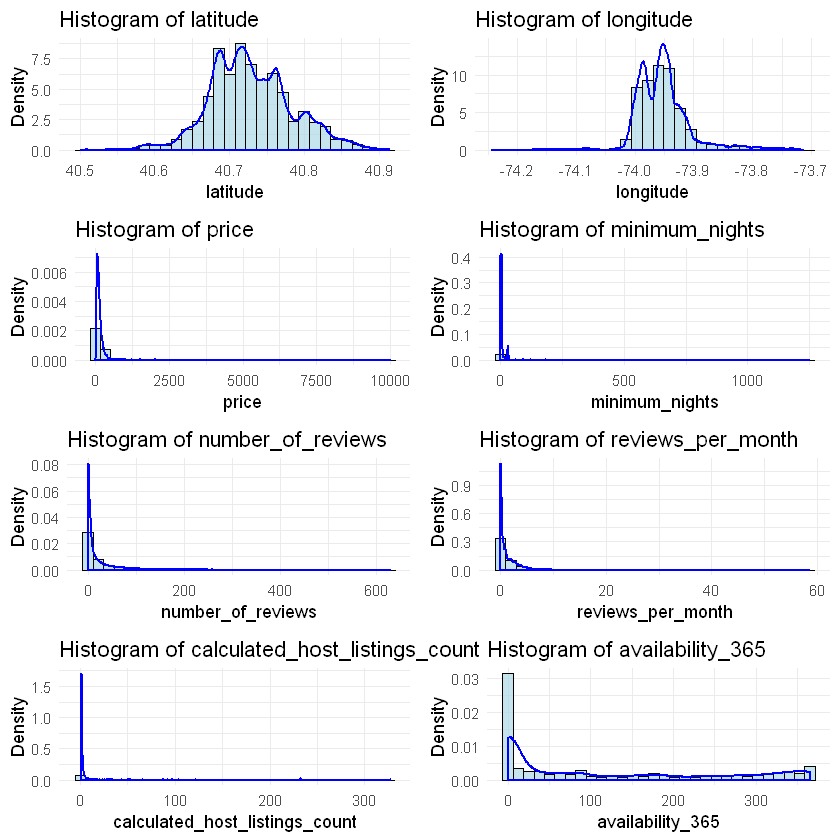 Histogram of latitude
Density
7.5
5.0
2.5
0.0
40.5 40.6 40.7 40.8 40.9
latitude
Histogram of longitude
Density
10
5
0
-74.2 -74.1 -74.0 -73.9 -73.8 -73.7
longitude
Histogram of price
Density
0.006
0.004
0.002
0.000
0 2500 5000 7500 10000
price
Histogram of minimum_nights
Density
0.4
0.3
0.2
0.1
0.0
0 500 1000
minimum_nights
Histogram of number_of_reviews
Density
0.08
0.06
0.04
0.02
0.00
0 200 400 600
number_of_reviews
Histogram of reviews_per_month
Density
0.9
0.6
0.3
0.0
0 20 40 60
reviews_per_month
Histogram of calculated_host_listings_count
Density
1.5
1.0
0.5
0.0
0 100 200 300
calculated_host_listings_count
Histogram of availability_365
Density
0.03
0.02
0.01
0.00
0 100 200 300
availability_365